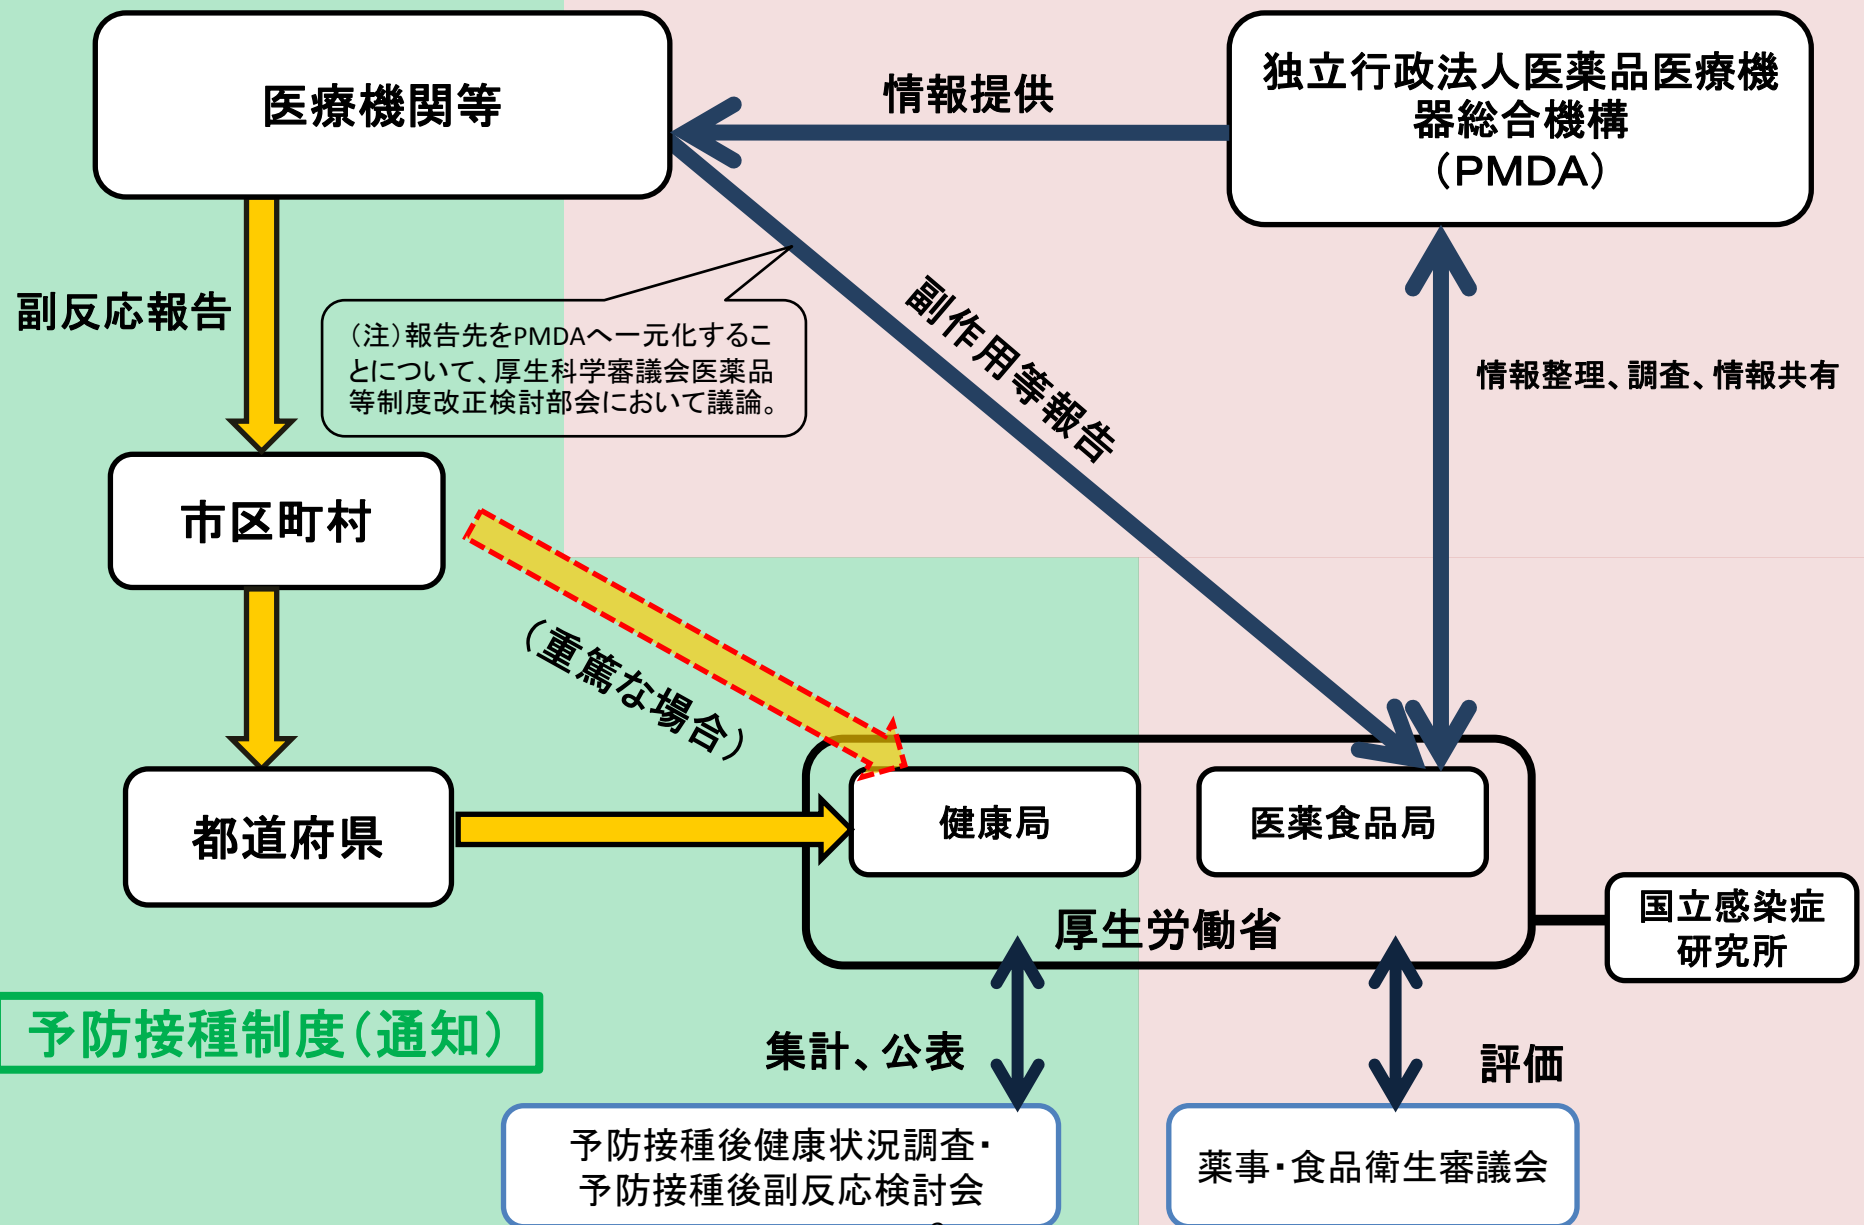 医療機関等
独立行政法人医薬品医療機
器総合機構
（PMDA）
情報提供
副反応報告
（注）報告先をPMDAへ一元化するこ
とについて、厚生科学審議会医薬品
等制度改正検討部会において議論。
副作用等報告
情報整理、調査、情報共有
市区町村
（重篤な場合）
都道府県
健康局
医薬食品局
厚生労働省
国立感染症
研究所
予防接種制度（通知）
集計、公表
評価
予防接種後健康状況調査・
予防接種後副反応検討会
薬事・食品衛生審議会